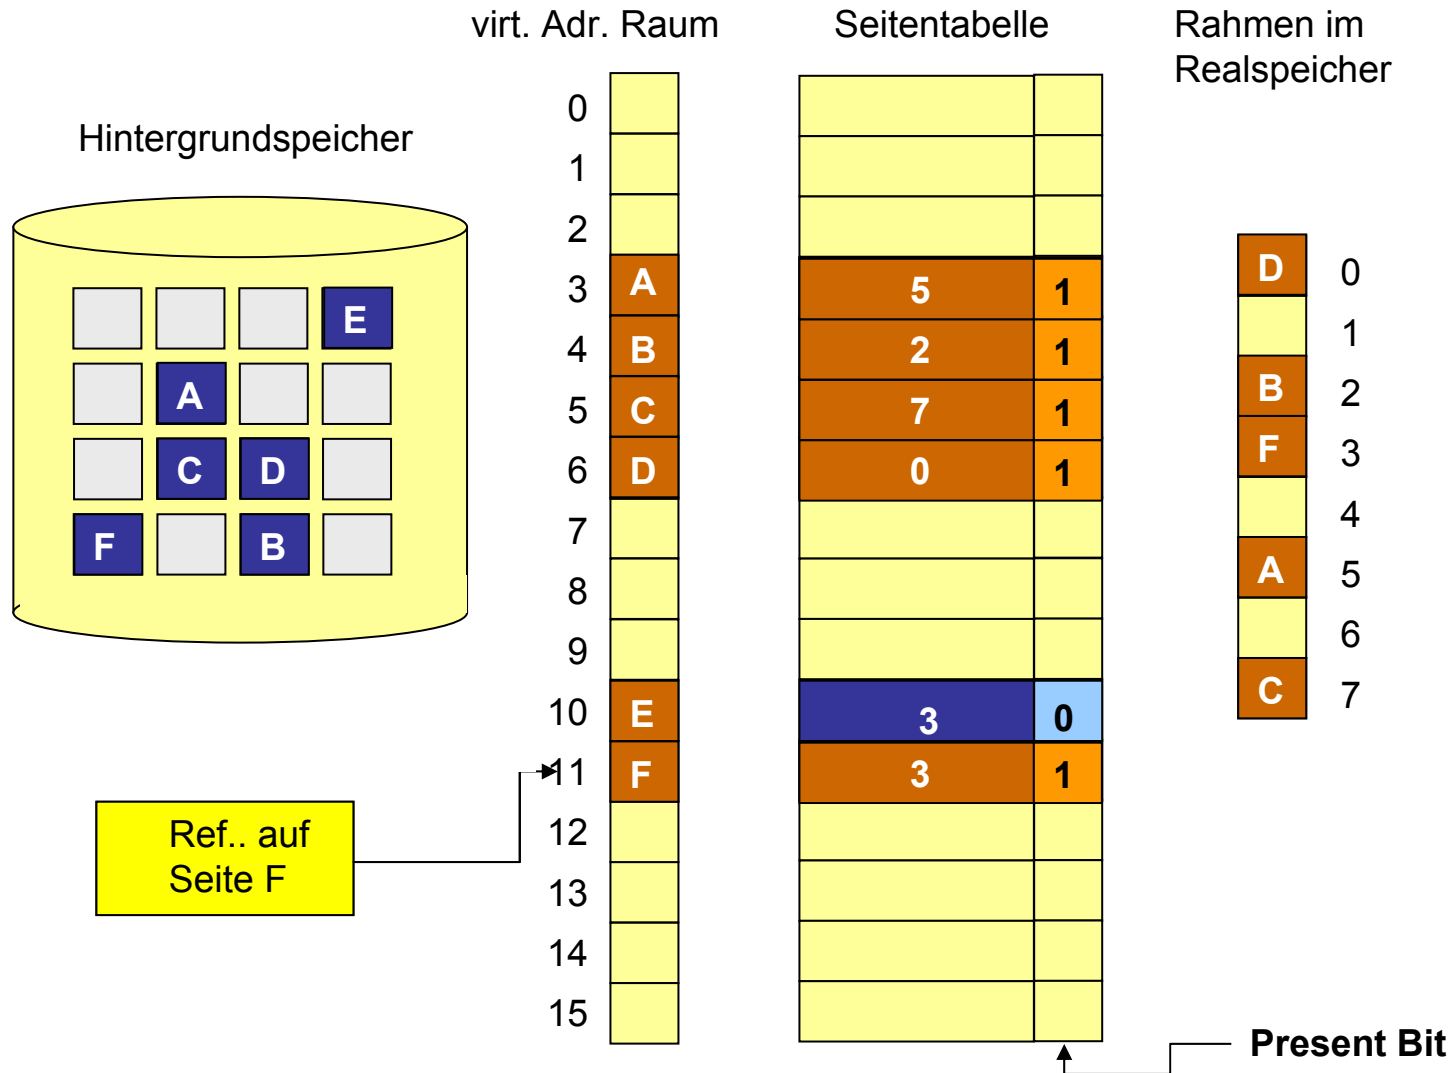 virt. Adr. Raum
Seitentabelle
Rahmen im
Realspeicher
Hintergrundspeicher
E
A
C D
F B
0
1
2
3 A 5 1
4 B 2 1
5 C 7 1
6 D 0 1
7
8
9
10 E 3 0
11 F 3 1
12
13
14
15
D 0
1
B 2
F 3
4
A 5
6
C 7
Ref.. auf
Seite F
Present Bit